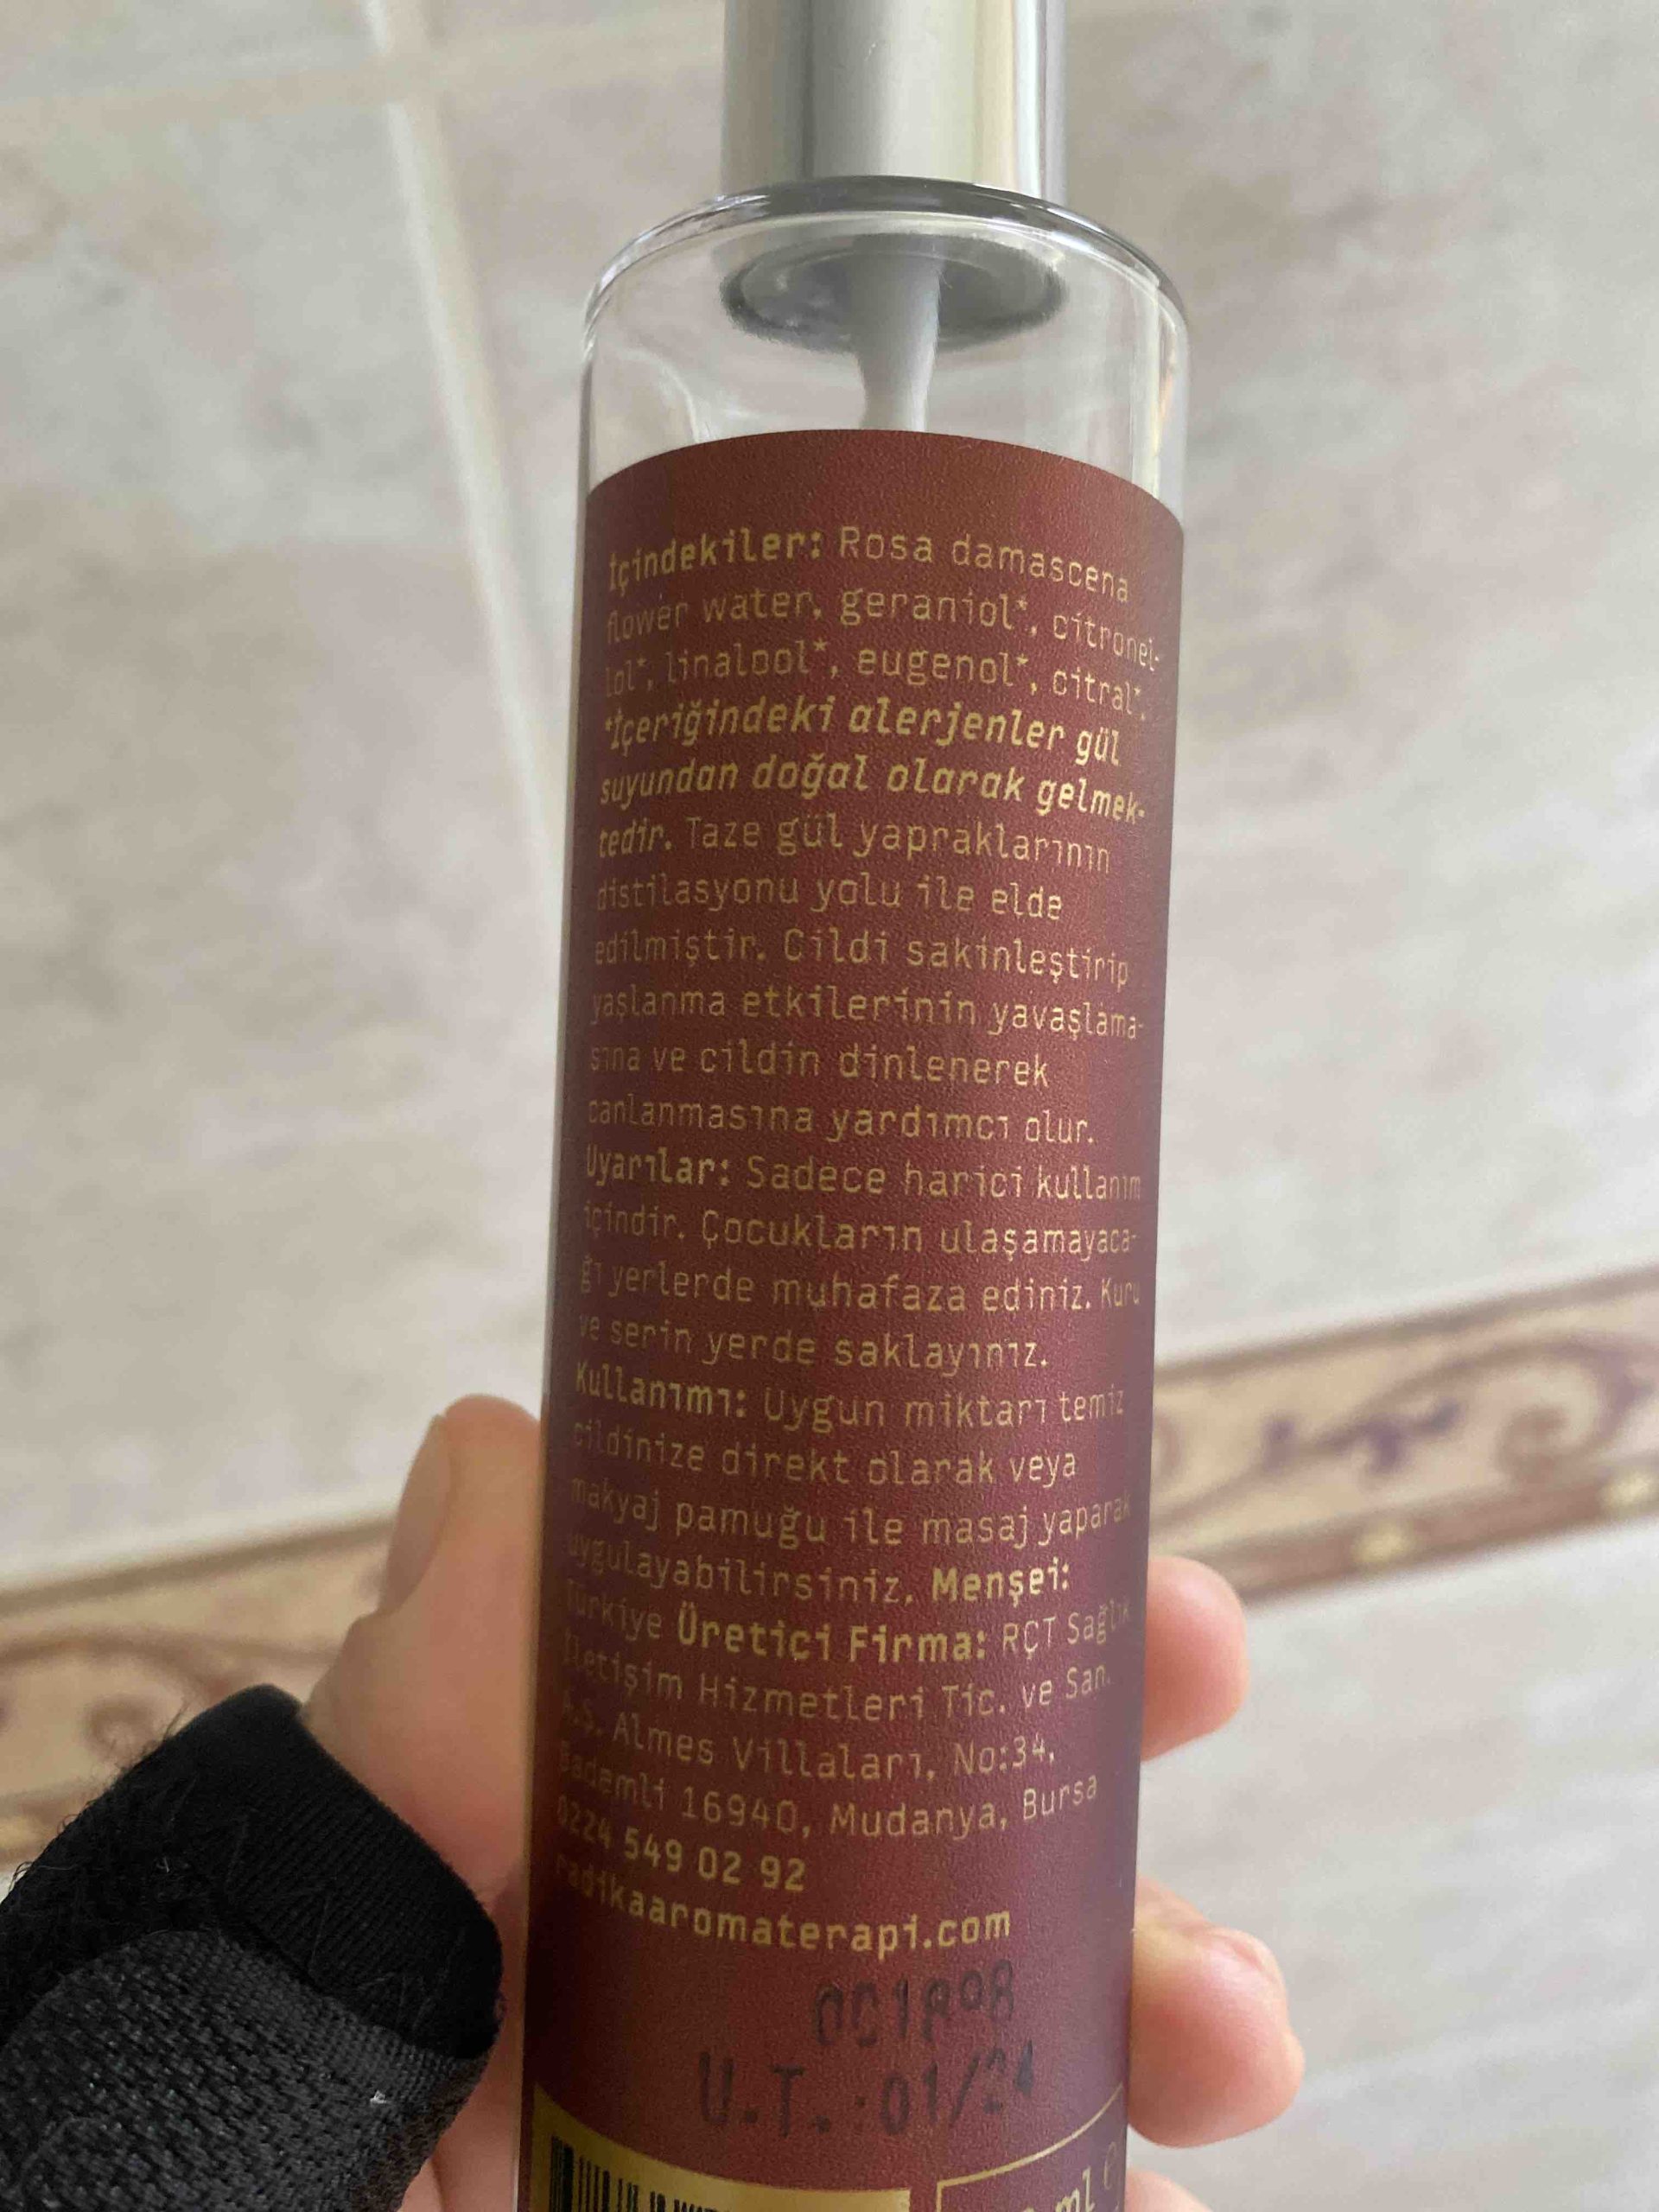 İçindekiler: Rosa damascena
flower water, geraniol*, citronel-
lol*, linalool*, eugenol*, citral*.
*İçeriğindeki alerjenler gül
suyundan doğal olarak gelmek-
tedir. Taze gül yapraklarının
distilasyonu yolu ile elde
edilmiştir. Cildi sakinleştirip
yaşlanma etkilerinin yavaşlama-
sına ve cildin dinlenerek
canlanmasına yardımcı olur.
Uyarılar: Sadece harici kullanım
içindir. Çocukların ulaşamayaca-
ğı yerlerde muhafaza ediniz. Kuru
ve serin yerde saklayınız.
Kullanımı: Uygun miktarı temiz
cildinize direkt olarak veya
makyaj pamuğu ile masaj yaparak
uygulayabilirsiniz. Menşei:
Türkiye Üretici Firma: RÇT Sağlık
İletişim Hizmetleri Tic. ve San.
A.Ş. Almes Villaları, No:34,
Bademli 16940, Mudanya, Bursa
0224 549 02 92
radikaaromaterapi.com
U.T.:01/24
ml e